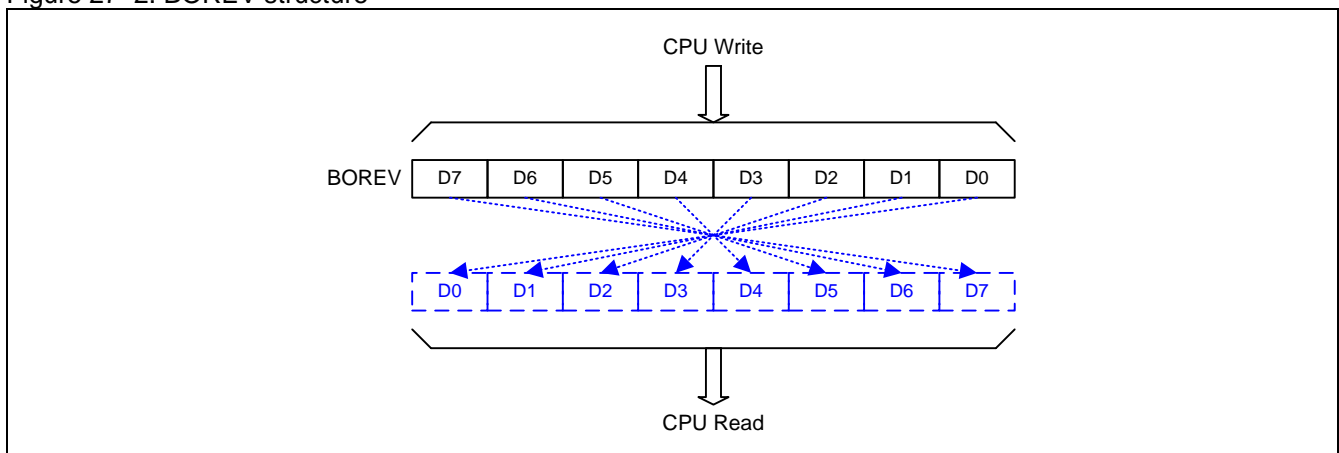 Figure 27–2. BOREV structure
CPU Write
BOREV D7 D6 D5 D4 D3 D2 D1 D0
D0 D1 D2 D3 D4 D5 D6 D7
CPU Read